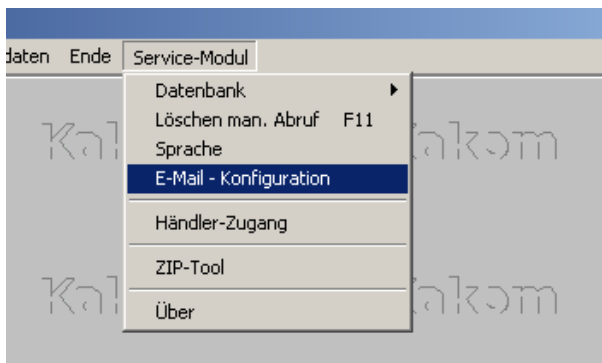 daten Ende Service-Modul
Datenbank
Löschen man. Abruf F11
Sprache
E-Mail - Konfiguration
Händler-Zugang
ZIP-Tool
Über